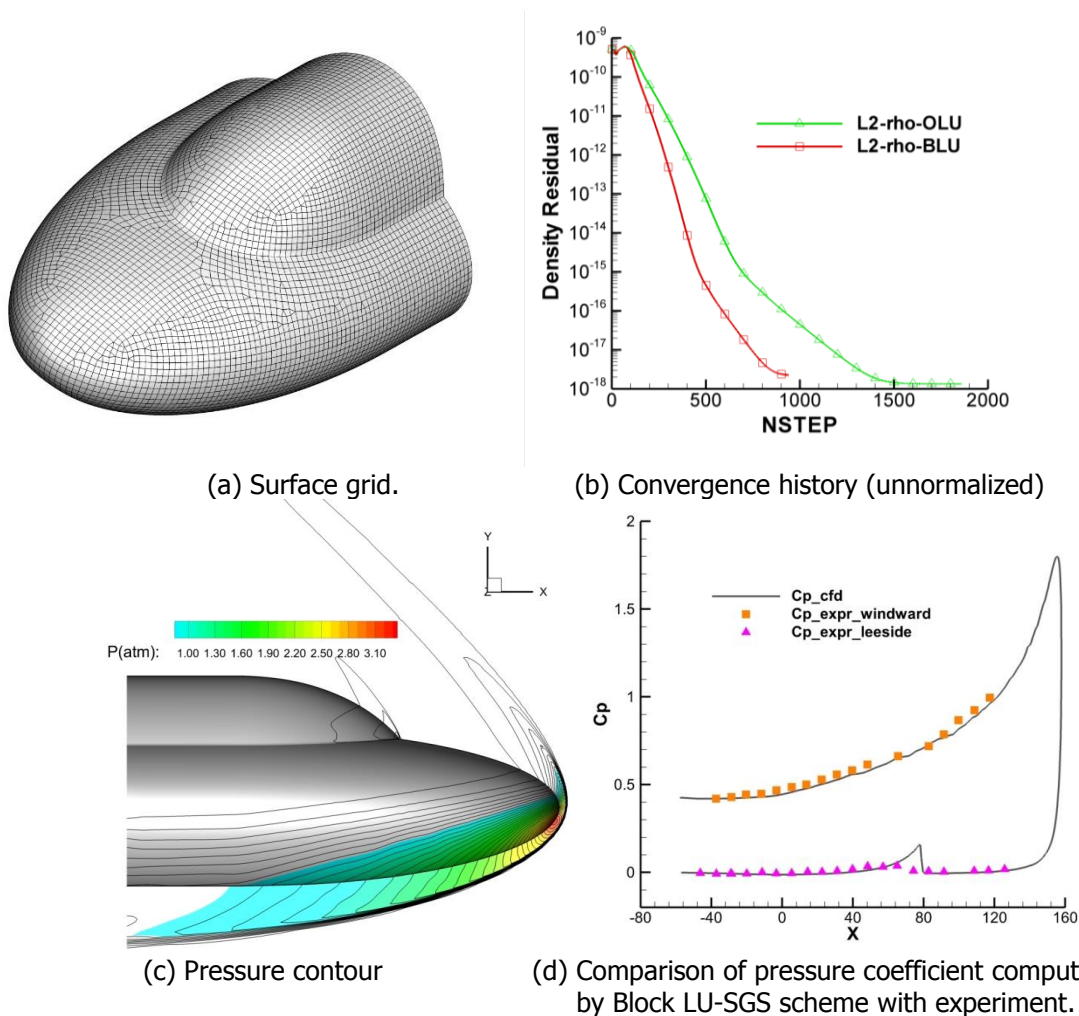 10-9
10-10
10-11
10-12
10-13
10-14
10-15
10-16
10-17
10-18
Density Residual
L2-rho-OLU
L2-rho-BLU
0 500 1000 1500 2000
NSTEP
(a) Surface grid.
(b) Convergence history (unnormalized)
Y
Z X
P(atm): 1.00 1.30 1.60 1.90 2.20 2.50 2.80 3.10
2
1.5
1
0.5
0
Cp
Cp_cfd
Cp_expr_windward
Cp_expr_leeside
-80 -40 0 40 80 120 160
X
(c) Pressure contour
(d) Comparison of pressure coefficient comput
by Block LU-SGS scheme with experiment.